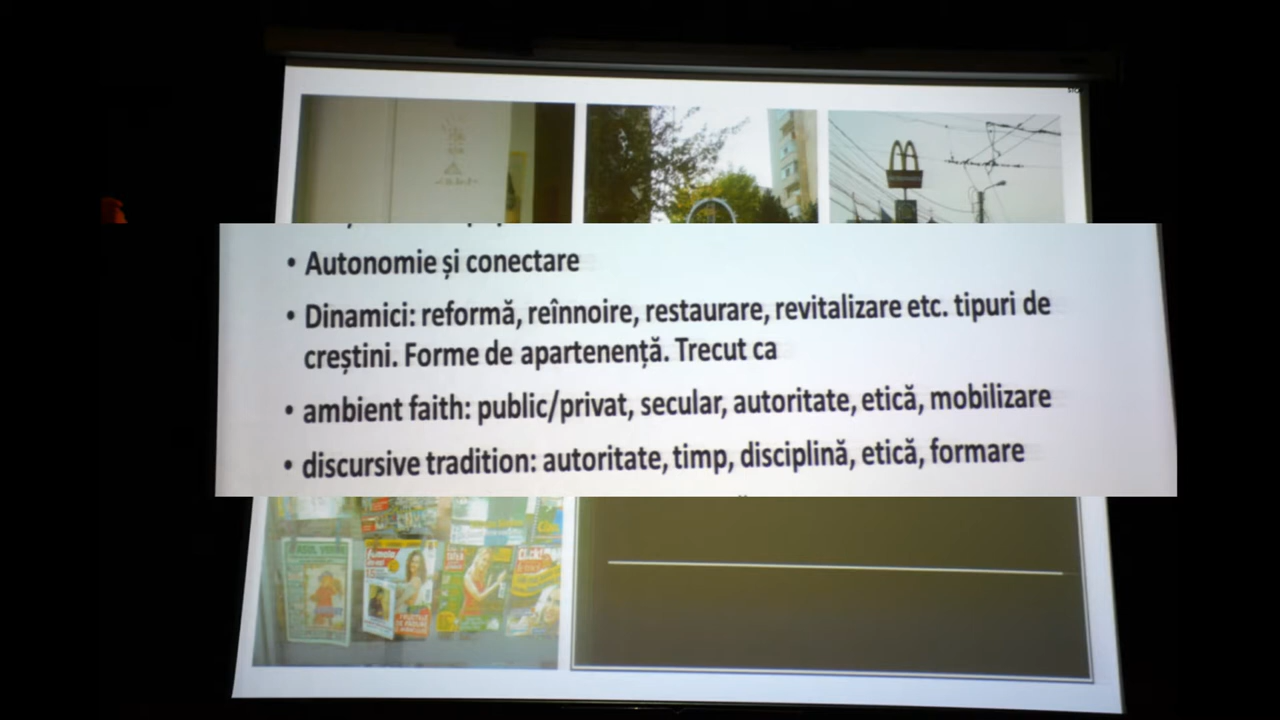 • Autonomie și conectare
• Dinamici: reformă, reînnoire, restaurare, revitalizare etc. tipuri de
creștini. Forme de apartenență. Trecut ca
• ambient faith: public/privat, secular, autoritate, etică, mobilizare
• discursive tradition: autoritate, timp, disciplină, etică, formare